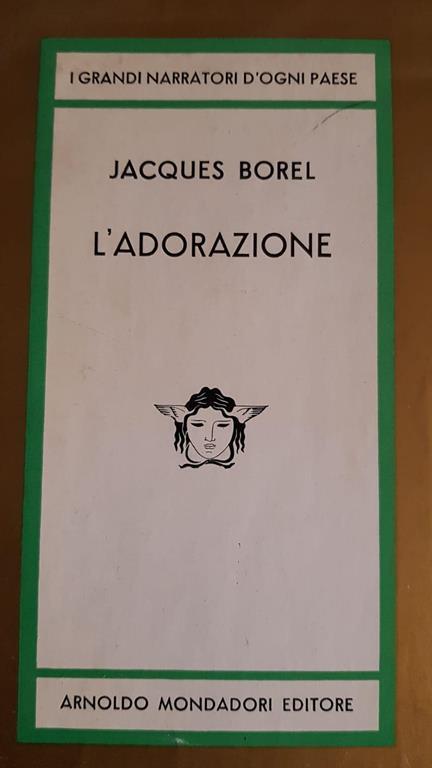 I GRANDI NARRATORI D'OGNI PAESE
JACQUES BOREL
L'ADORAZIONE
ARNOLDO MONDADORI EDITORE